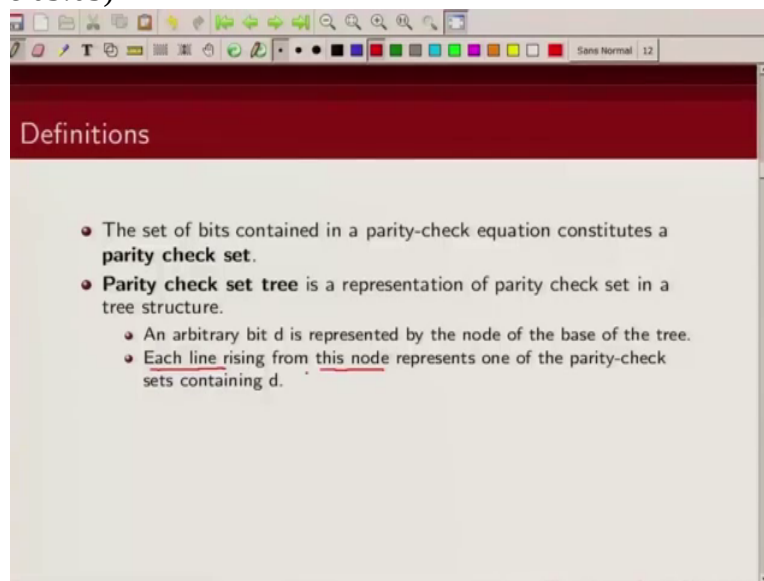 T
Sans Normal 12
Definitions
The set of bits contained in a parity-check equation constitutes a
parity check set.
Parity check set tree is a representation of parity check set in a
tree structure.
An arbitrary bit d is represented by the node of the base of the tree.
Each line rising from this node represents one of the parity-check
sets containing d.